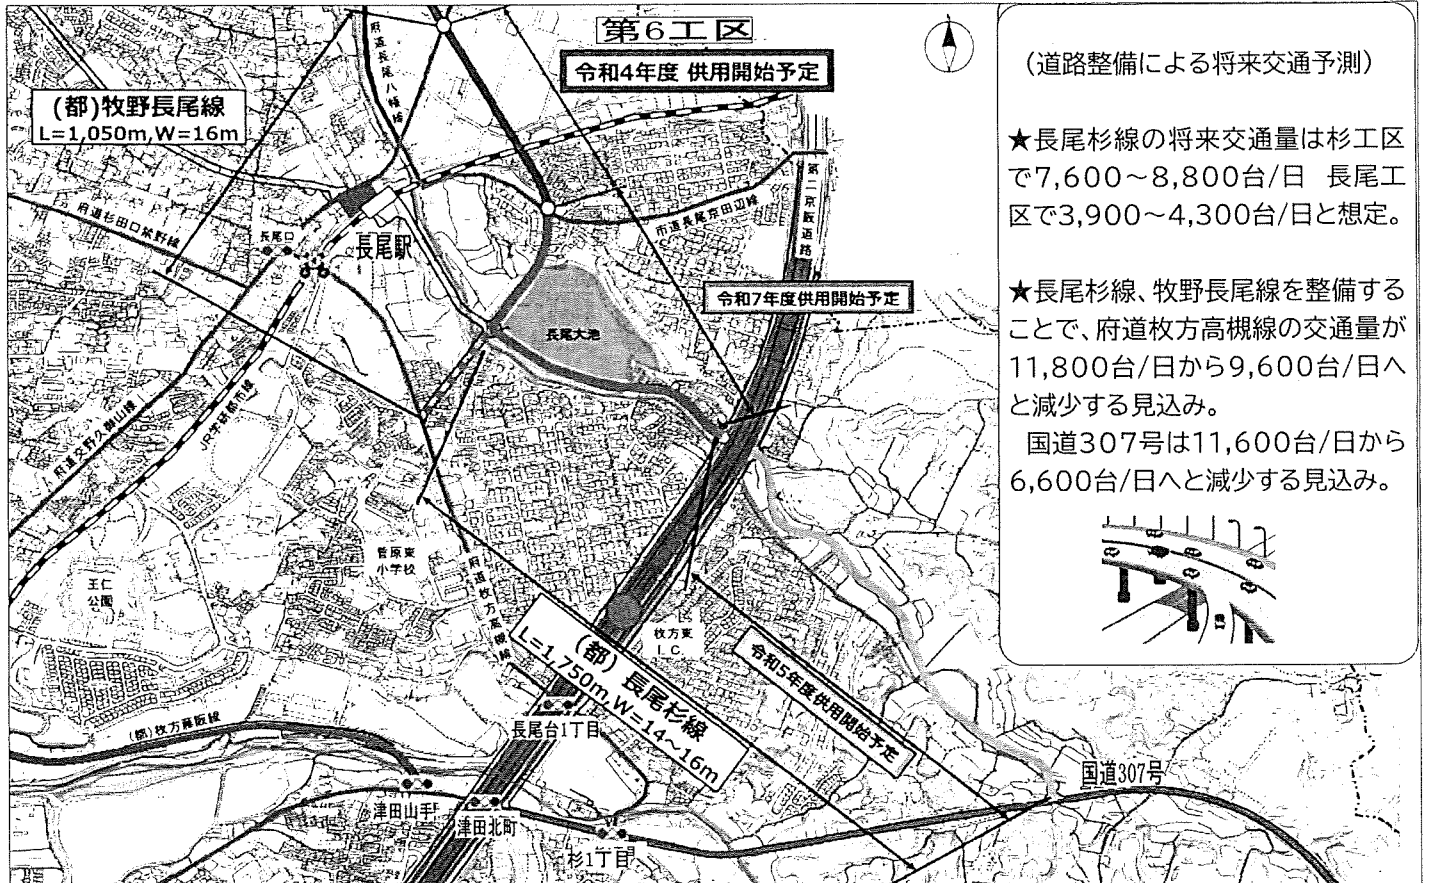 第6工区
令和4年度 供用開始予定
(都)牧野長尾線
L=1,050m,W=16m
府道長尾八幡線
第二京阪道路
府道杉田口禁野線
長尾口
長尾駅
市道長尾京田辺線
令和7年度供用開始予定
長尾大池
府道交野久御山線
JR学研都市線
菅原東
小学校
王仁
公園
府道枚方高槻線
枚方東
I.C.
(都) 長尾杉線
L=1,750m,W=14~16m
令和5年度供用開始予定
長尾台1丁目
(都)枚方藤阪線
津田山手
津田北町
杉1丁目
国道307号
(道路整備による将来交通予測)
★長尾杉線の将来交通量は杉工区
で7,600~8,800台/日 長尾工
区で3,900~4,300台/日と想定。
★長尾杉線、牧野長尾線を整備する
ことで、府道枚方高槻線の交通量が
11,800台/日から9,600台/日へ
と減少する見込み。
国道307号は11,600台/日から
6,600台/日へと減少する見込み。